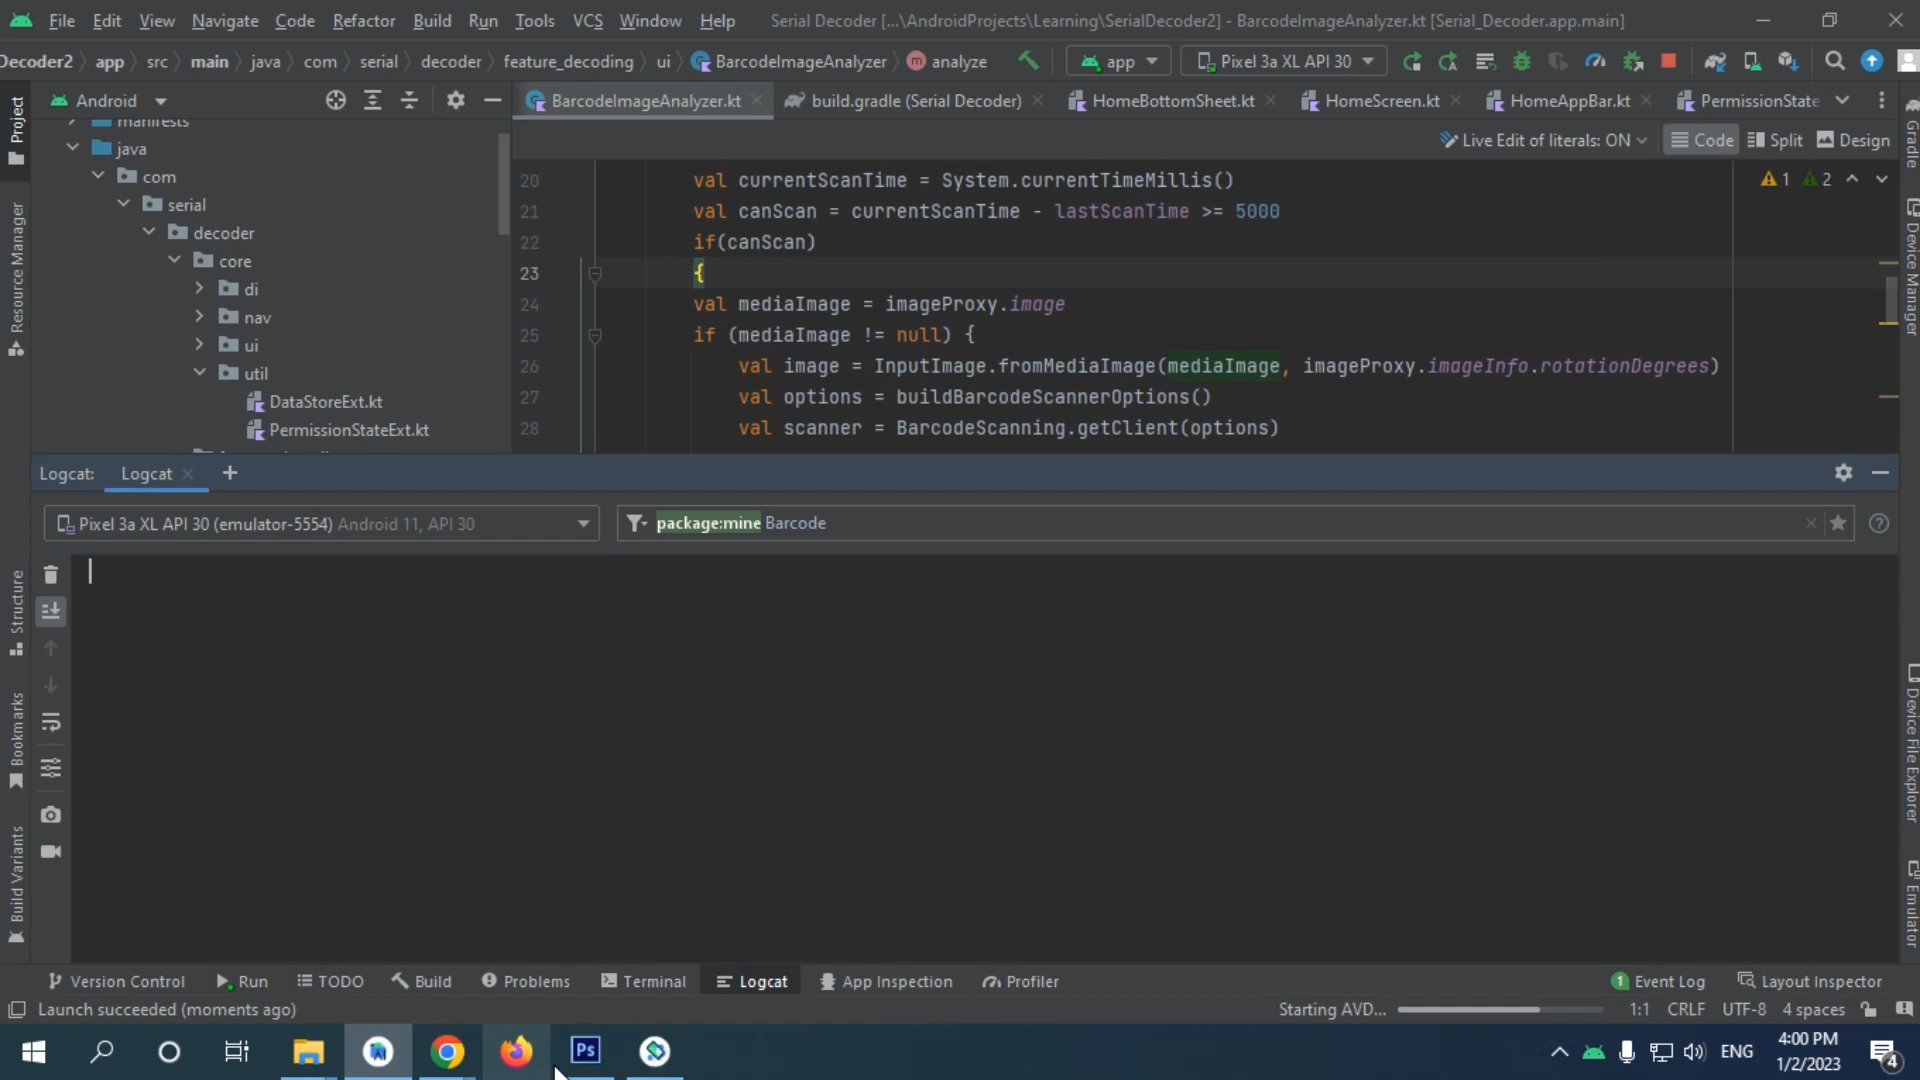 File Edit View Navigate Code Refactor Build Run Tools VCS Window Help Serial Decoder [...\AndroidProjects\Learning\SerialDecoder2] - BarcodeImageAnalyzer.kt [Serial_Decoder.app.main]
Decoder2 app src main java com serial decoder feature_decoding ui BarcodeImageAnalyzer analyze app Pixel 3a XL API 30
Android
BarcodeImageAnalyzer.kt build.gradle (Serial Decoder) HomeBottomSheet.kt HomeScreen.kt HomeAppBar.kt PermissionState
Live Edit of literals: ON Code Split Design
manifests
java
com
serial
decoder
core
di
nav
ui
util
DataStoreExt.kt
PermissionStateExt.kt
20 val currentScanTime = System.currentTimeMillis()
21 val canScan = currentScanTime - lastScanTime >= 5000
22 if(canScan)
23 {
24 val mediaImage = imageProxy.image
25 if (mediaImage != null) {
26 val image = InputImage.fromMediaImage(mediaImage, imageProxy.imageInfo.rotationDegrees)
27 val options = buildBarcodeScannerOptions()
28 val scanner = BarcodeScanning.getClient(options)
1 2
Project
Resource Manager
Structure
Bookmarks
Build Variants
Gradle
Device Manager
Device File Explorer
Emulator
Logcat: Logcat
Pixel 3a XL API 30 (emulator-5554) Android 11, API 30 package:mine Barcode
Version Control Run TODO Build Problems Terminal Logcat App Inspection Profiler 1 Event Log Layout Inspector
Launch succeeded (moments ago) Starting AVD... 1:1 CRLF UTF-8 4 spaces
Ps
ENG
4:00 PM
1/2/2023
4